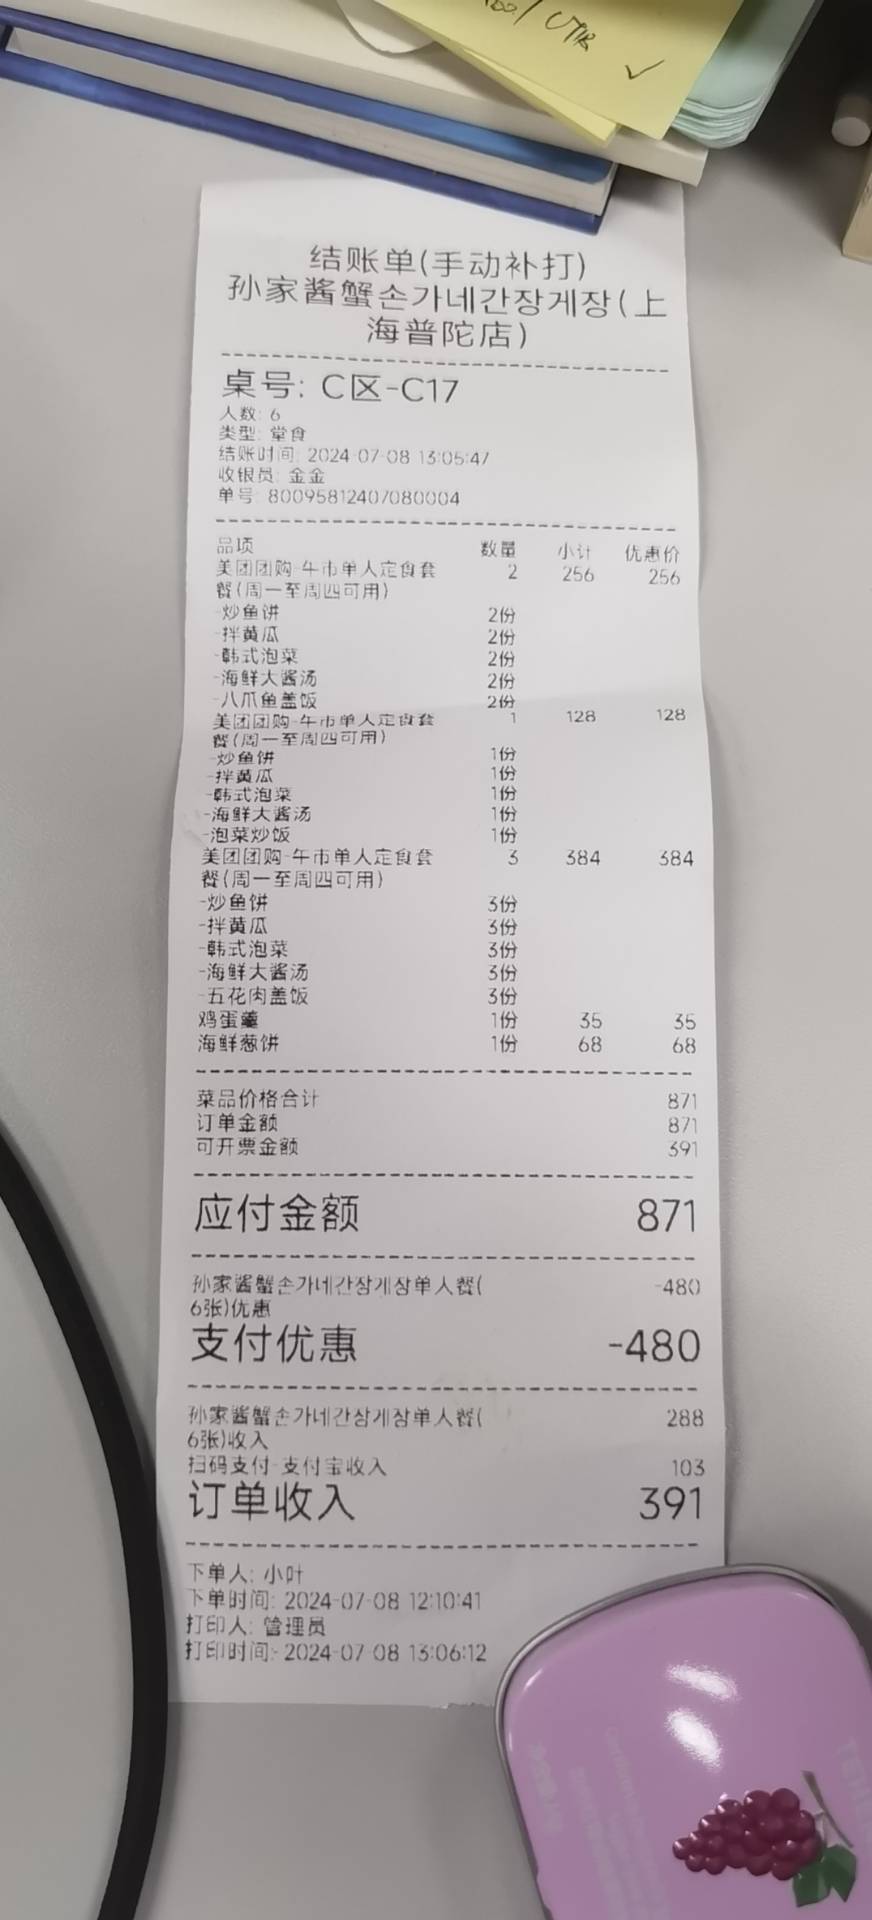 ✓
结账单(手动补打)
孙家酱蟹손가네간장게장(上
海普陀店)
桌号: C区-C17
人数: 6
类型: 堂食
结账时间: 2024-07-08 13:05:47
收银员: 金金
单号: 80095812407080004
品项 数量 小计 优惠价
美团团购-午市单人定食套 2 256 256
餐(周一至周四可用)
-炒鱼饼 2份
-拌黄瓜 2份
-韩式泡菜 2份
-海鲜大酱汤 2份
-八爪鱼盖饭 2份
美团团购-午市单人定食套 1 128 128
餐(周一至周四可用)
-炒鱼饼 1份
-拌黄瓜 1份
-韩式泡菜 1份
-海鲜大酱汤 1份
-泡菜炒饭 1份
美团团购-午市单人定食套 3 384 384
餐(周一至周四可用)
-炒鱼饼 3份
-拌黄瓜 3份
-韩式泡菜 3份
-海鲜大酱汤 3份
-五花肉盖饭 3份
鸡蛋羹 1份 35 35
海鲜葱饼 1份 68 68
菜品价格合计 871
订单金额 871
可开票金额 391
应付金额 871
孙家酱蟹손가네간장게장单人餐( -480
6张)优惠
支付优惠 -480
孙家酱蟹손가네간장게장单人餐( 288
6张)收入
扫码支付-支付宝收入 103
订单收入 391
下单人: 小叶
下单时间: 2024-07-08 12:10:41
打印人: 管理员
打印时间: 2024-07-08 13:06:12